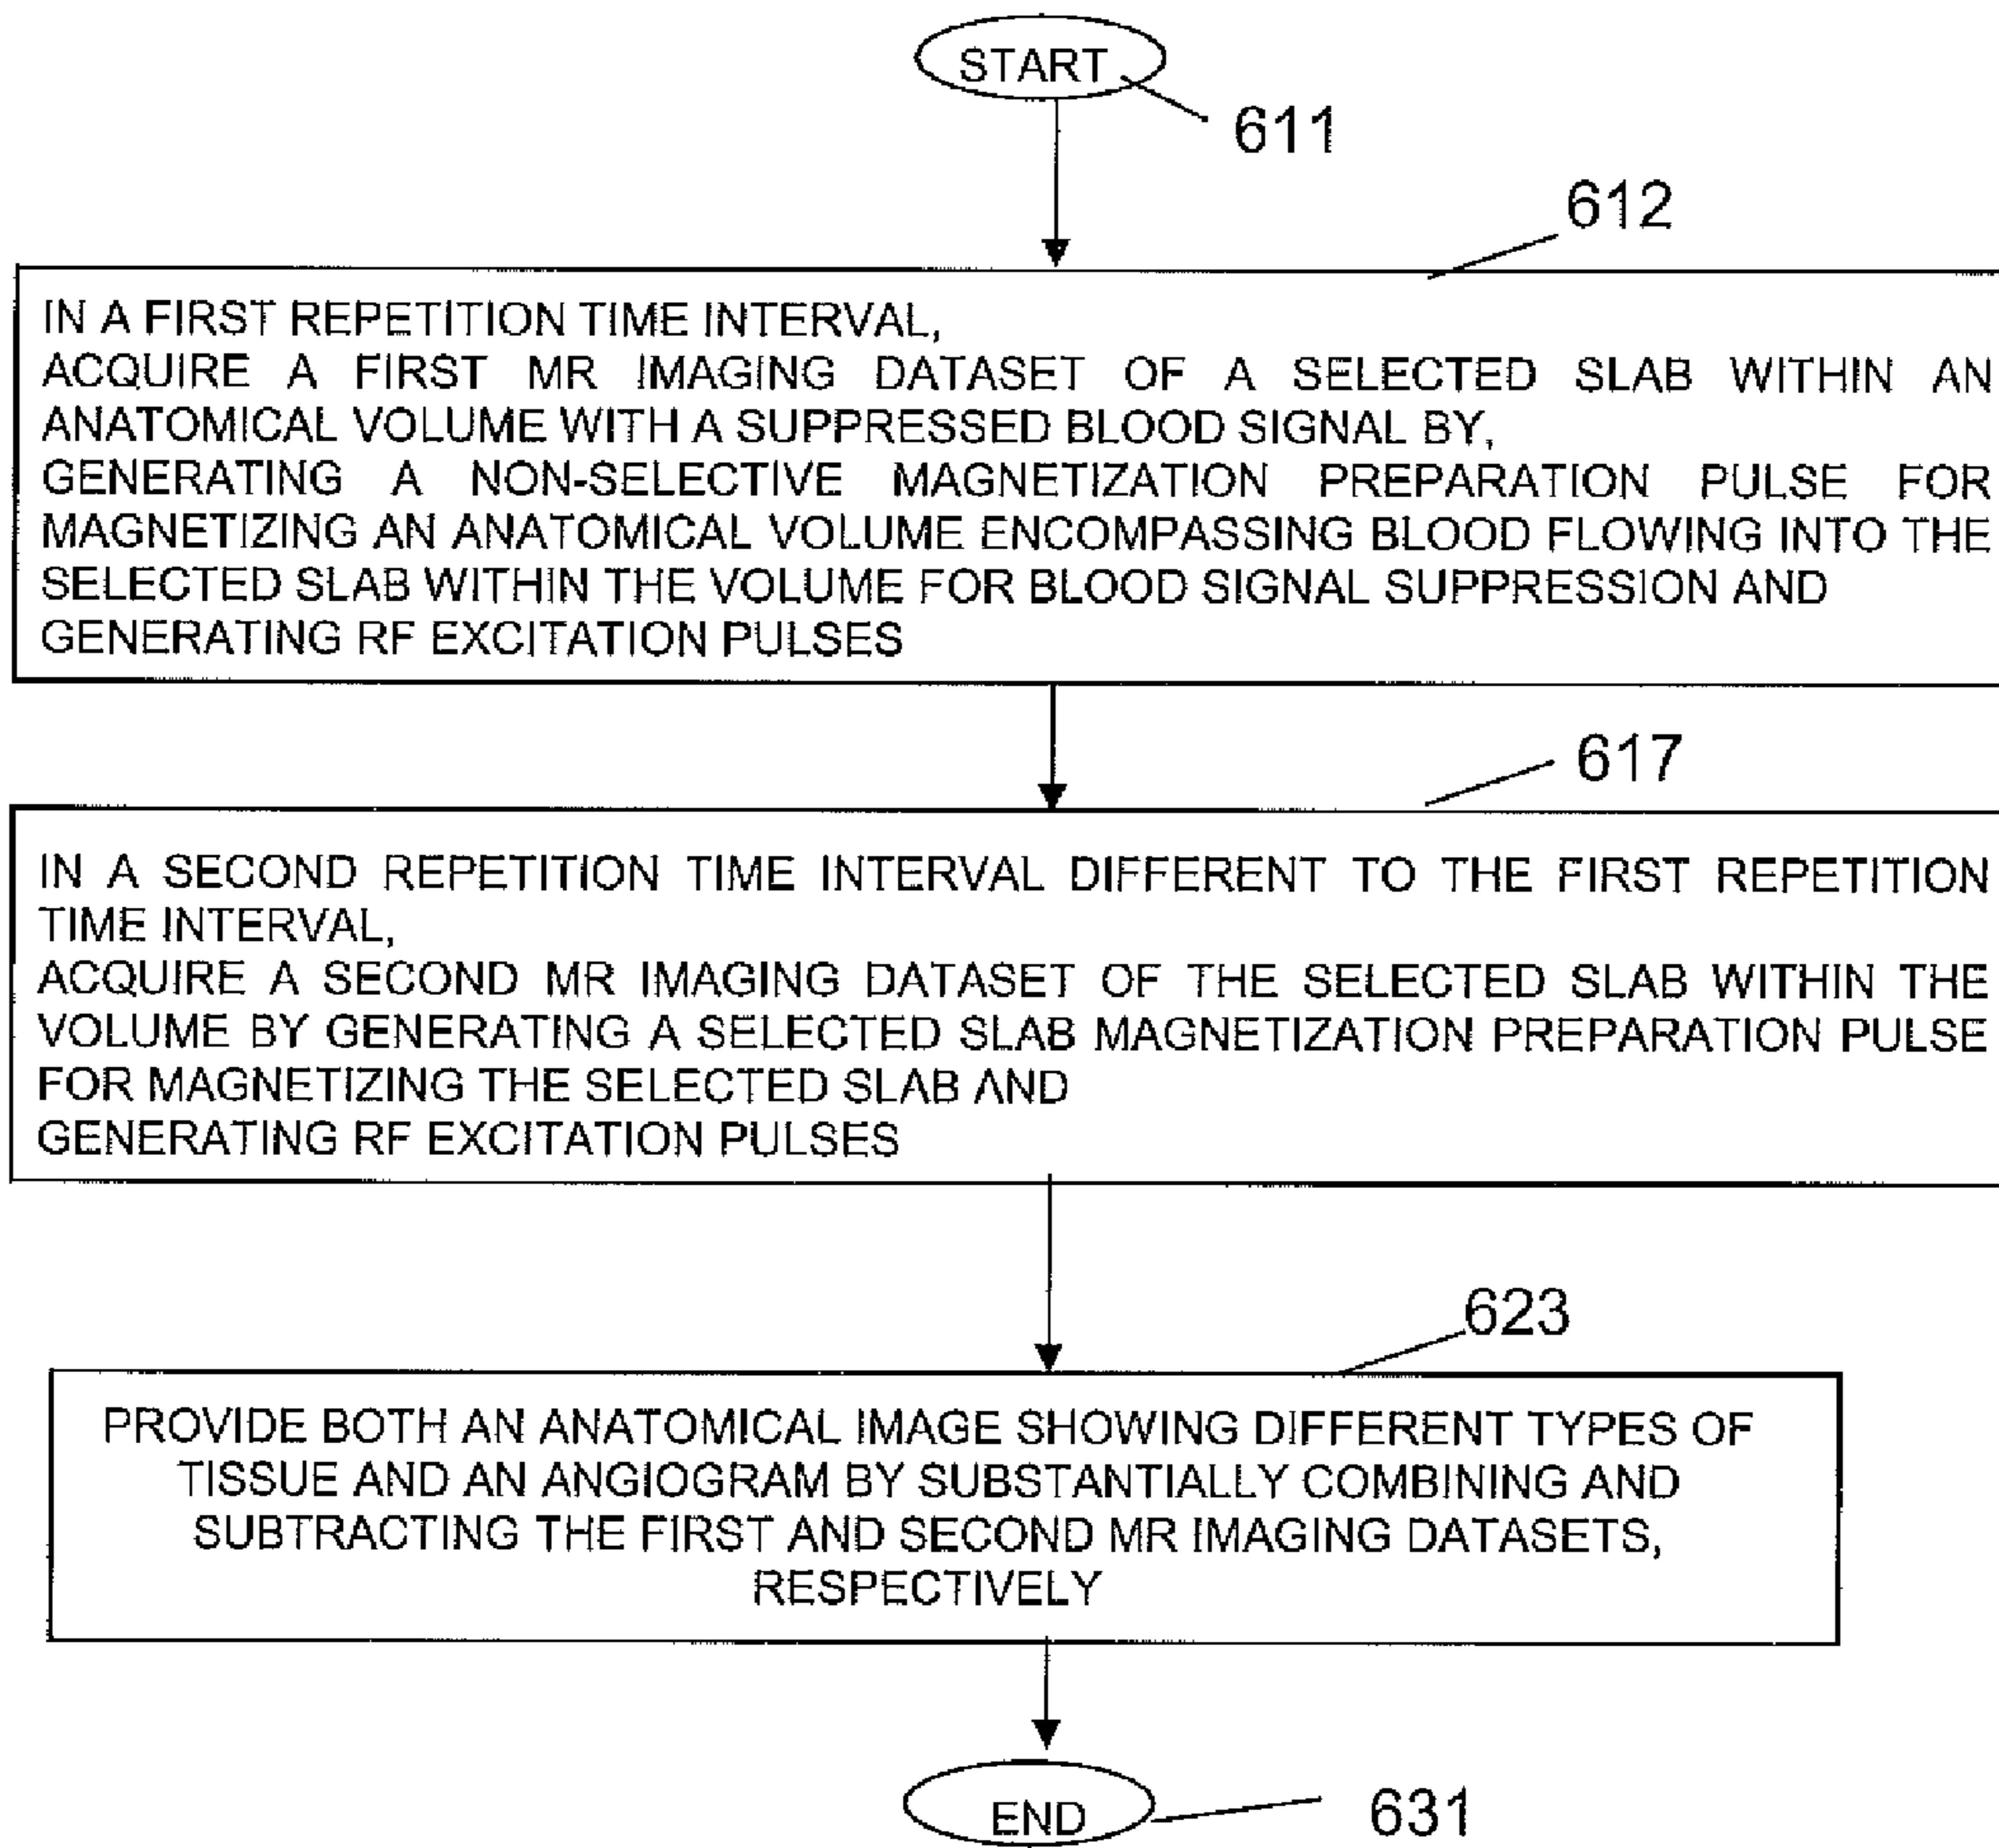 START
611
612
IN A FIRST REPETITION TIME INTERVAL,
ACQUIRE A FIRST MR IMAGING DATASET OF A SELECTED SLAB WITHIN AN
ANATOMICAL VOLUME WITH A SUPPRESSED BLOOD SIGNAL BY,
GENERATING A NON-SELECTIVE MAGNETIZATION PREPARATION PULSE FOR
MAGNETIZING AN ANATOMICAL VOLUME ENCOMPASSING BLOOD FLOWING INTO THE
SELECTED SLAB WITHIN THE VOLUME FOR BLOOD SIGNAL SUPPRESSION AND
GENERATING RF EXCITATION PULSES
617
IN A SECOND REPETITION TIME INTERVAL DIFFERENT TO THE FIRST REPETITION
TIME INTERVAL,
ACQUIRE A SECOND MR IMAGING DATASET OF THE SELECTED SLAB WITHIN THE
VOLUME BY GENERATING A SELECTED SLAB MAGNETIZATION PREPARATION PULSE
FOR MAGNETIZING THE SELECTED SLAB AND
GENERATING RF EXCITATION PULSES
623
PROVIDE BOTH AN ANATOMICAL IMAGE SHOWING DIFFERENT TYPES OF
TISSUE AND AN ANGIOGRAM BY SUBSTANTIALLY COMBINING AND
SUBTRACTING THE FIRST AND SECOND MR IMAGING DATASETS,
RESPECTIVELY
END
631